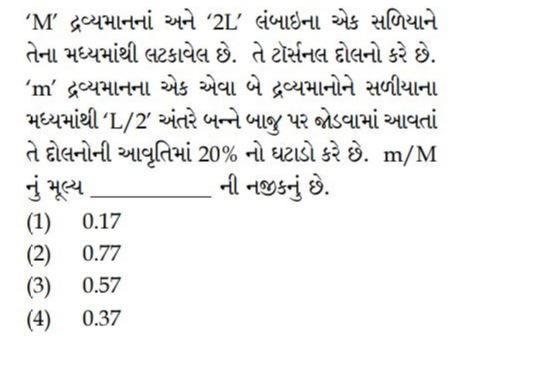 ‘M’ દ્રવ્યમાનનાં અને ‘2L’ લંબાઇના એક સળિયાને
તેના મધ્યમાંથી લટકાવેલ છે. તે ટૉર્સનલ દોલનો કરે છે.
‘m’ દ્રવ્યમાનના એક એવા બે દ્રવ્યમાનોને સળીયાના
મધ્યમાંથી ‘L/2’ અંતરે બન્ને બાજુ પર જોડવામાં આવતાં
તે દોલનોની આવૃતિમાં 20% નો ઘટાડો કરે છે. m/M
નું મૂલ્ય ____________ ની નજીકનું છે.
(1) 0.17
(2) 0.77
(3) 0.57
(4) 0.37